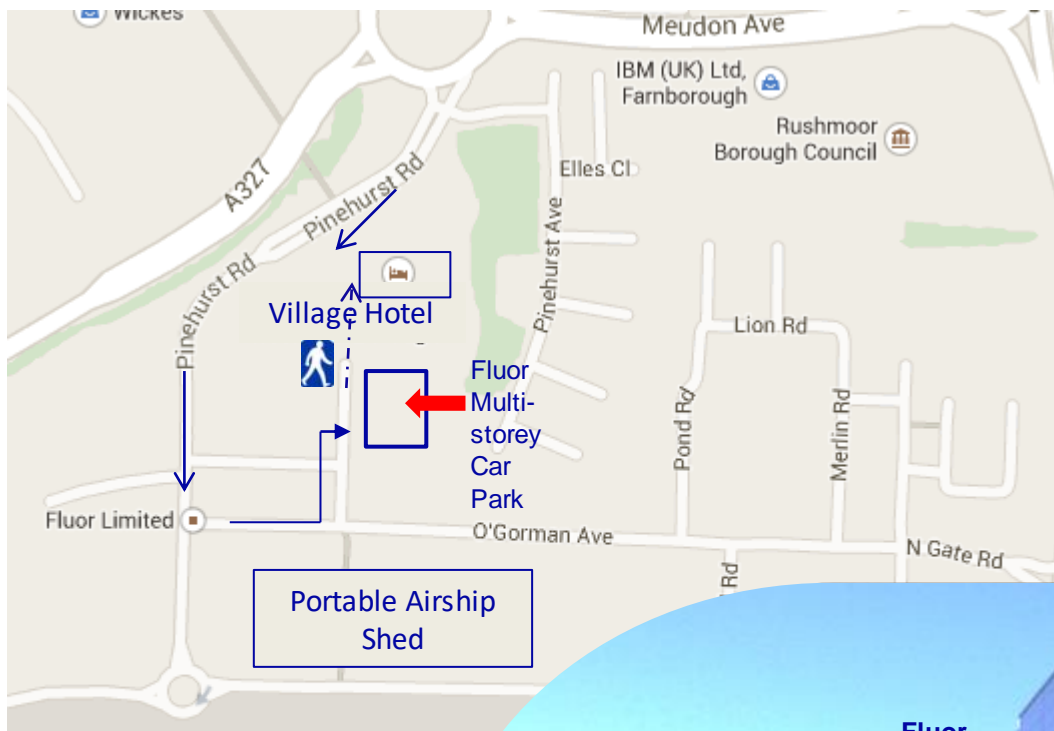 Wickes
Meudon Ave
IBM (UK) Ltd,
Farnborough
Rushmoor
Borough Council
A327
Pinehurst Rd
Elles Cl
Pinehurst Rd
Pinehurst Ave
Village Hotel
Lion Rd
Fluor
Multi-
storey
Car
Park
Pond Rd
Merlin Rd
Fluor Limited
O'Gorman Ave
N Gate Rd
Rd
Portable Airship
Shed
Fluor